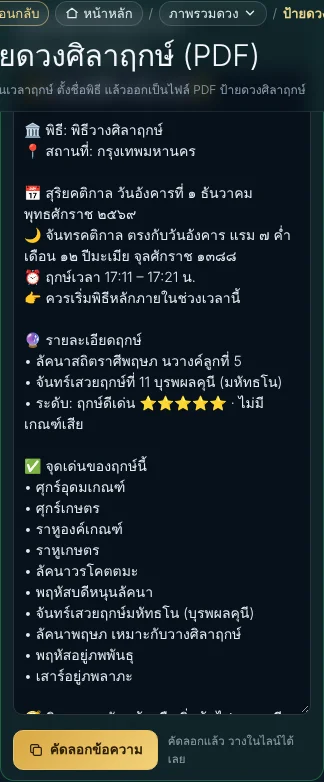 อนกลับ หน้าหลัก / ภาพรวมดวง / ป้ายดวง
ยดวงศิลาฤกษ์ (PDF)
นเวลาฤกษ์ ตั้งชื่อพิธี แล้วออกเป็นไฟล์ PDF ป้ายดวงศิลาฤกษ์
🏛️ พิธี: พิธีวางศิลาฤกษ์
📍 สถานที่: กรุงเทพมหานคร
📅 สุริยคติกาล วันอังคารที่ ๑ ธันวาคม
พุทธศักราช ๒๕๖๙
🌙 จันทรคติกาล ตรงกับวันอังคาร แรม ๗ ค่ำ
เดือน ๑๒ ปีมะเมีย จุลศักราช ๑๓๘๘
⏰ ฤกษ์เวลา 17:11 – 17:21 น.
👉 ควรเริ่มพิธีหลักภายในช่วงเวลานี้
🔮 รายละเอียดฤกษ์
• ลัคนาสถิตราศีพฤษภ นวางค์ลูกที่ 5
• จันทร์เสวยฤกษ์ที่ 11 บุรพผลคุนี (มหัทธโน)
• ระดับ: ฤกษ์ดีเด่น ⭐⭐⭐⭐⭐ · ไม่มี
เกณฑ์เสีย
✅ จุดเด่นของฤกษ์นี้
• ศุกร์อุดมเกณฑ์
• ศุกร์เกษตร
• ราหูองค์เกณฑ์
• ราหูเกษตร
• ลัคนาวรโคตตมะ
• พฤหัสบดีหนุนลัคนา
• จันทร์เสวยฤกษ์มหัทธโน (บุรพผลคุนี)
• ลัคนาพฤษภ เหมาะกับวางศิลาฤกษ์
• พฤหัสอยู่ภพพันธุ
• เสาร์อยู่ภพลาภะ
คัดลอกข้อความ
คัดลอกแล้ว วางในไลน์ได้
เลย